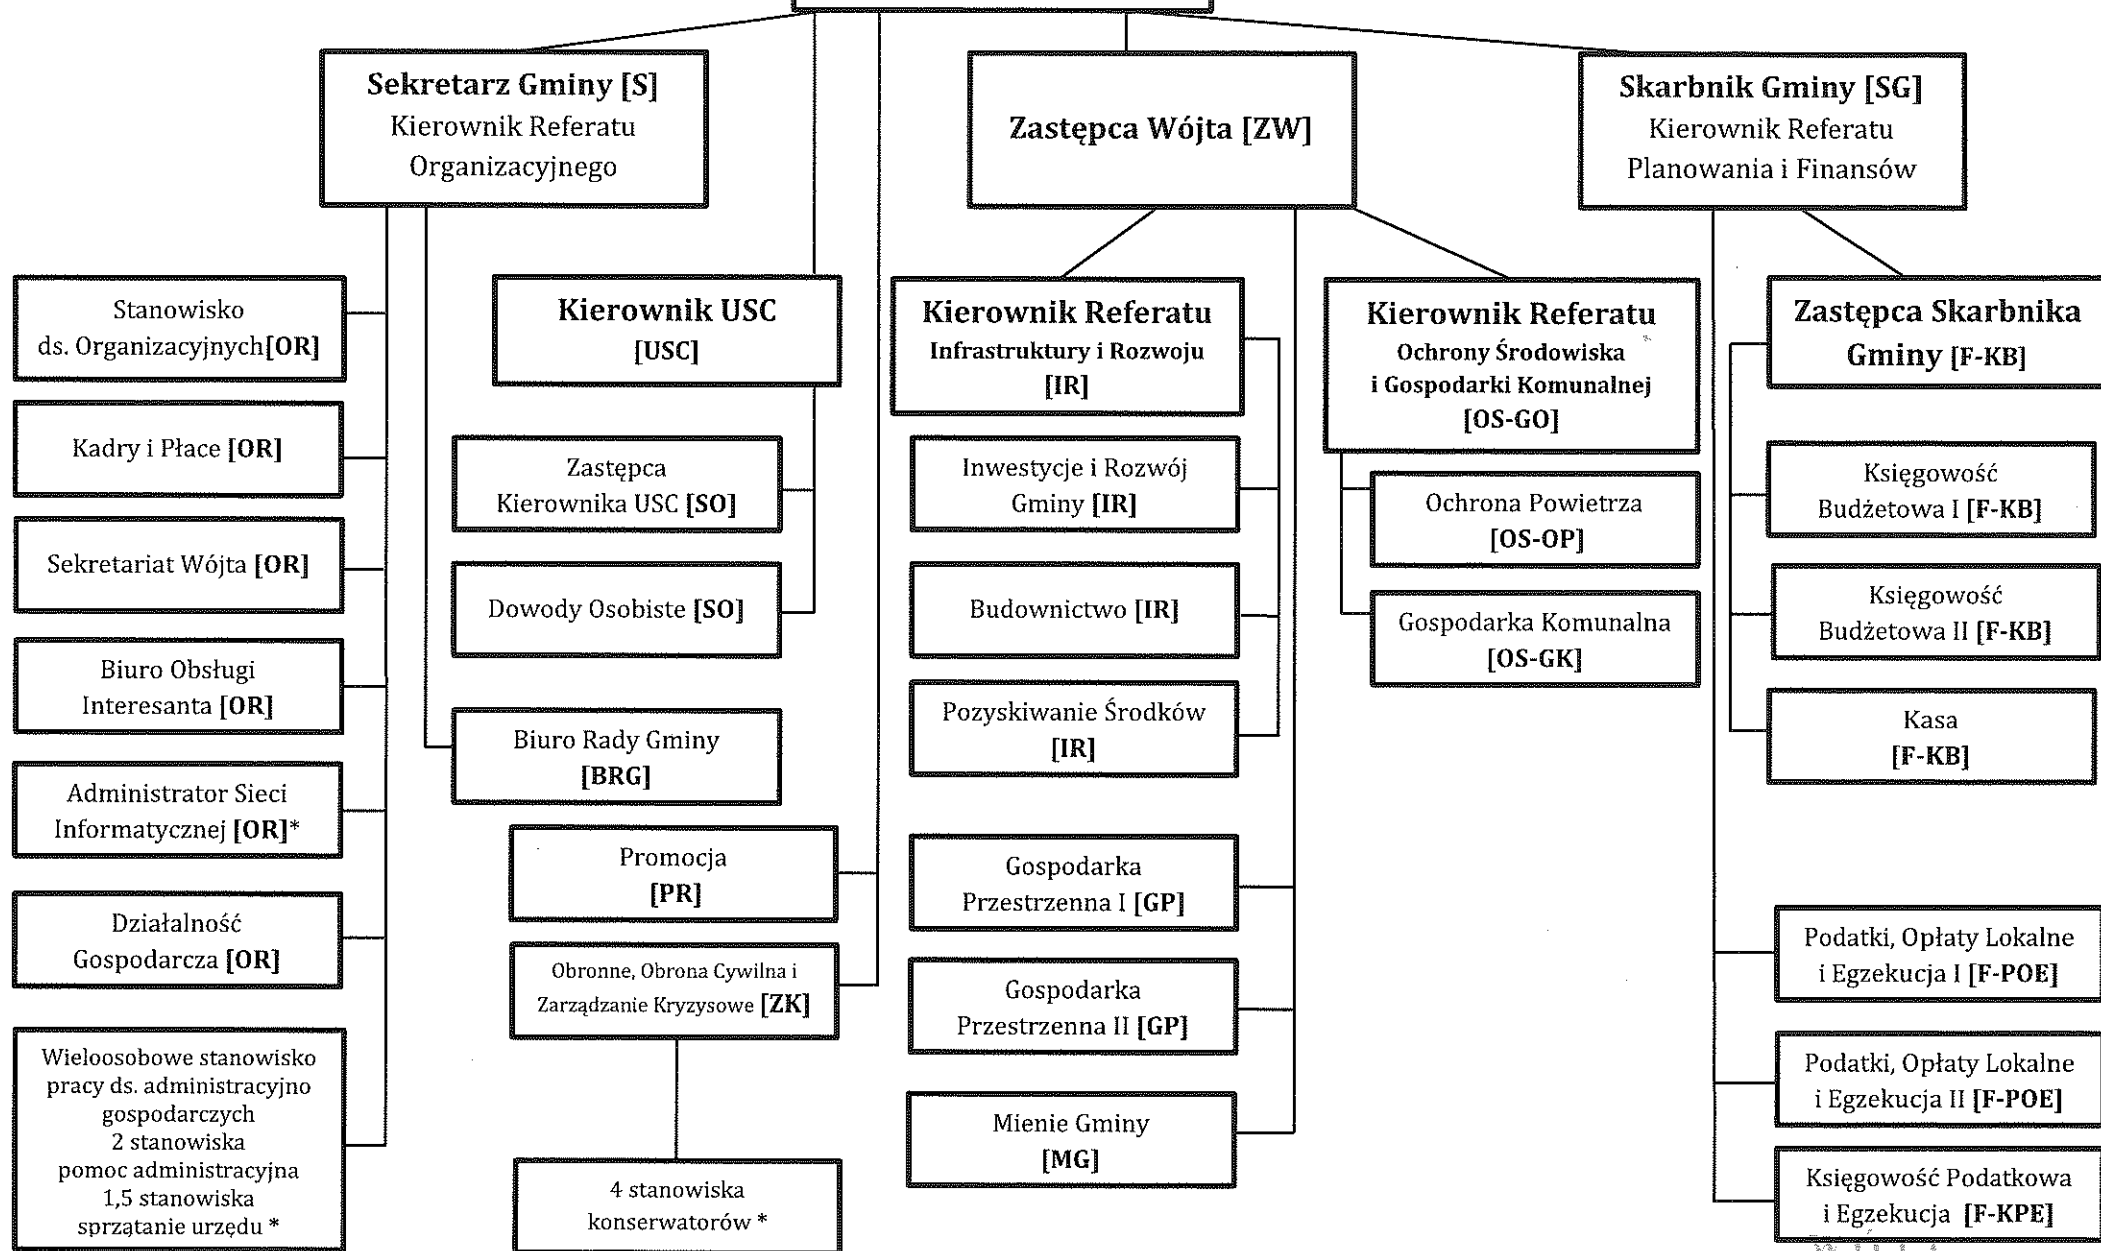 Sekretarz Gminy [S]
Kierownik Referatu
Organizacyjnego
Zastępca Wójta [ZW]
Skarbnik Gminy [SG]
Kierownik Referatu
Planowania i Finansów
Stanowisko
ds. Organizacyjnych[OR]
Kadry i Płace [OR]
Sekretariat Wójta [OR]
Biuro Obsługi
Interesanta [OR]
Administrator Sieci
Informatycznej [OR]*
Działalność
Gospodarcza [OR]
Wieloosobowe stanowisko
pracy ds. administracyjno
gospodarczych
2 stanowiska
pomoc administracyjna
1,5 stanowiska
sprzątanie urzędu *
Kierownik USC
[USC]
Zastępca
Kierownika USC [SO]
Dowody Osobiste [SO]
Biuro Rady Gminy
[BRG]
Promocja
[PR]
Obronne, Obrona Cywilna i
Zarządzanie Kryzysowe [ZK]
4 stanowiska
konserwatorów *
Kierownik Referatu
Infrastruktury i Rozwoju
[IR]
Inwestycje i Rozwój
Gminy [IR]
Budownictwo [IR]
Pozyskiwanie Środków
[IR]
Gospodarka
Przestrzenna I [GP]
Gospodarka
Przestrzenna II [GP]
Mienie Gminy
[MG]
Kierownik Referatu
Ochrony Środowiska
i Gospodarki Komunalnej
[OS-GO]
Ochrona Powietrza
[OS-OP]
Gospodarka Komunalna
[OS-GK]
Zastępca Skarbnika
Gminy [F-KB]
Księgowość
Budżetowa I [F-KB]
Księgowość
Budżetowa II [F-KB]
Kasa
[F-KB]
Podatki, Opłaty Lokalne
i Egzekucja I [F-POE]
Podatki, Opłaty Lokalne
i Egzekucja II [F-POE]
Księgowość Podatkowa
i Egzekucja [F-KPE]